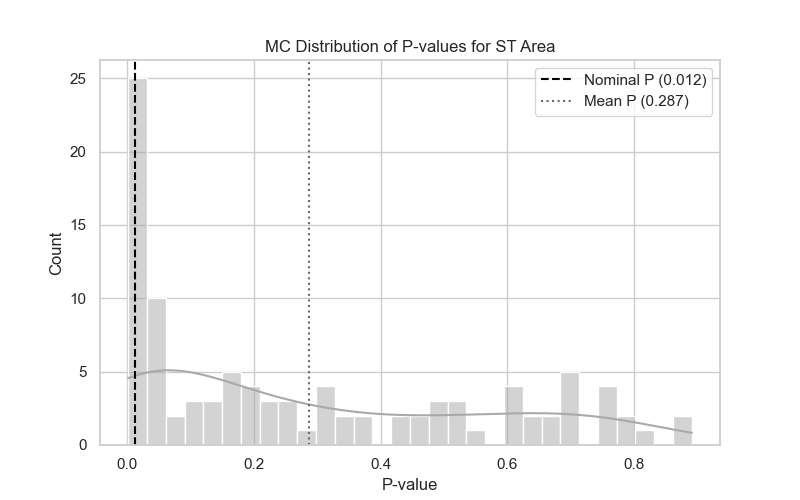 MC Distribution of P-values for ST Area
Nominal P (0.012)
Mean P (0.287)
Count
25
20
15
10
5
0
0.0 0.2 0.4 0.6 0.8
P-value